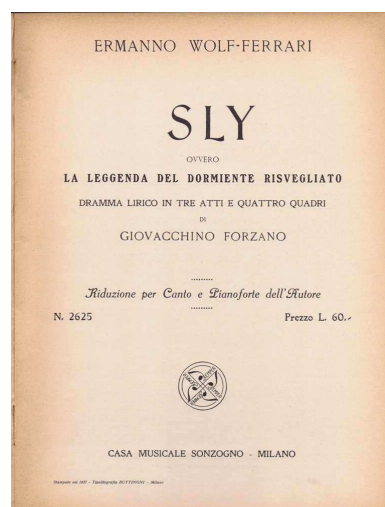 ERMANNO WOLF-FERRARI
SLY
OVVERO
LA LEGGENDA DEL DORMIENTE RISVEGLIATO
DRAMMA LIRICO IN TRE ATTI E QUATTRO QUADRI
DI
GIOVACCHINO FORZANO
Riduzione per Canto e Pianoforte dell'Autore
N. 2625 Prezzo L. 60.-
CASA MUSICALE SONZOGNO - MILANO